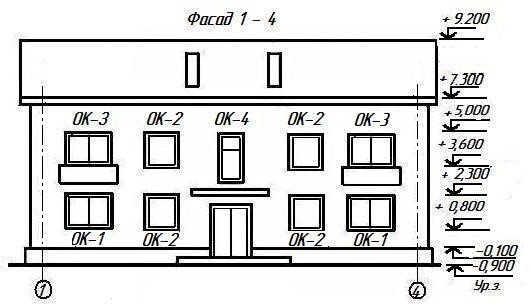 Фасад 1 – 4
+ 9.200
+ 7.300
+5,000
+ 3,600
+ 2,300
+ 0,800
–0,100
–0,900
Ур.з.
ОК–3 ОК–2 ОК–4 ОК–2 ОК–3
ОК–1 ОК–2 ОК–2 ОК–1
1 4